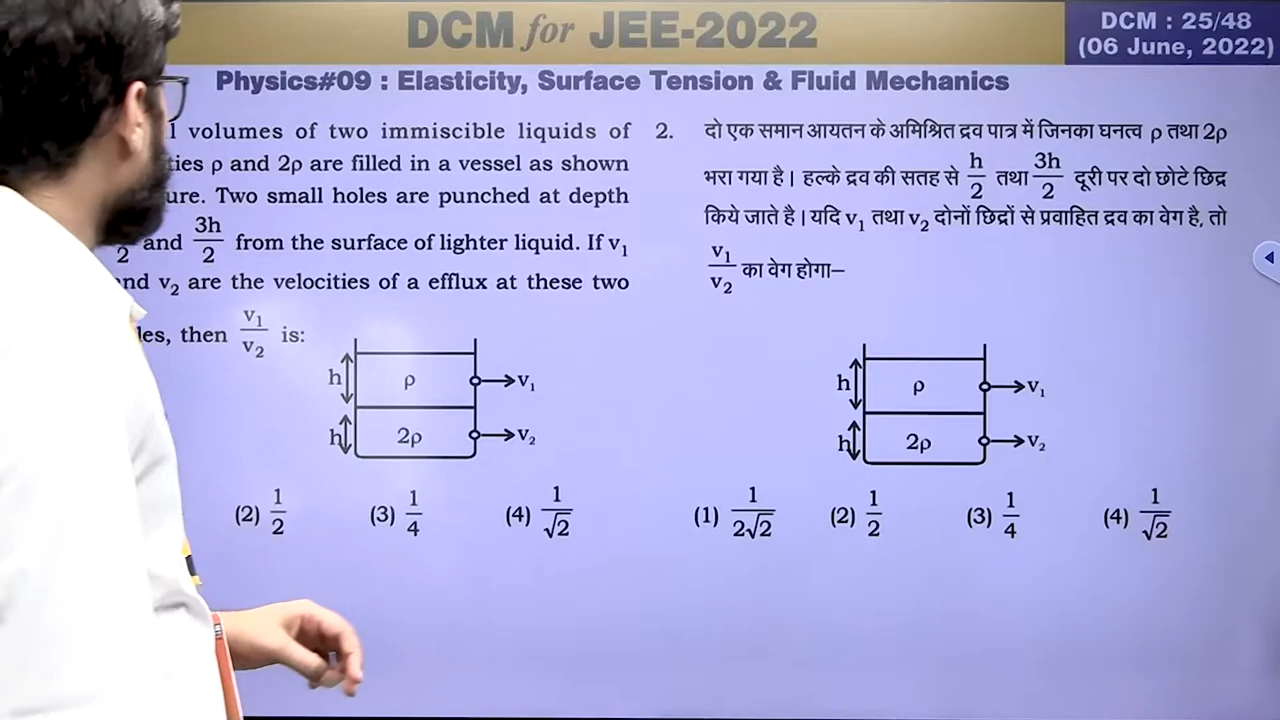 DCM for JEE-2022
DCM : 25/48
(06 June, 2022)
Physics#09 : Elasticity, Surface Tension & Fluid Mechanics
volumes of two immiscible liquids of
ρ and 2ρ are filled in a vessel as shown
Two small holes are punched at depth
2 and 3h/2 from the surface of lighter liquid. If v₁
v₂ are the velocities of a efflux at these two
then v₁/v₂ is:
h ρ v₁
h 2ρ v₂
(2) 1/2 (3) 1/4 (4) 1/√2
2. दो एक समान आयतन के अमिश्रित द्रव पात्र में जिनका घनत्व ρ तथा 2ρ
भरा गया है। हल्के द्रव की सतह से h/2 तथा 3h/2 दूरी पर दो छोटे छिद्र
किये जाते है। यदि v₁ तथा v₂ दोनों छिद्रों से प्रवाहित द्रव का वेग है, तो
v₁/v₂ का वेग होगा–
h ρ v₁
h 2ρ v₂
(1) 1/2√2 (2) 1/2 (3) 1/4 (4) 1/√2